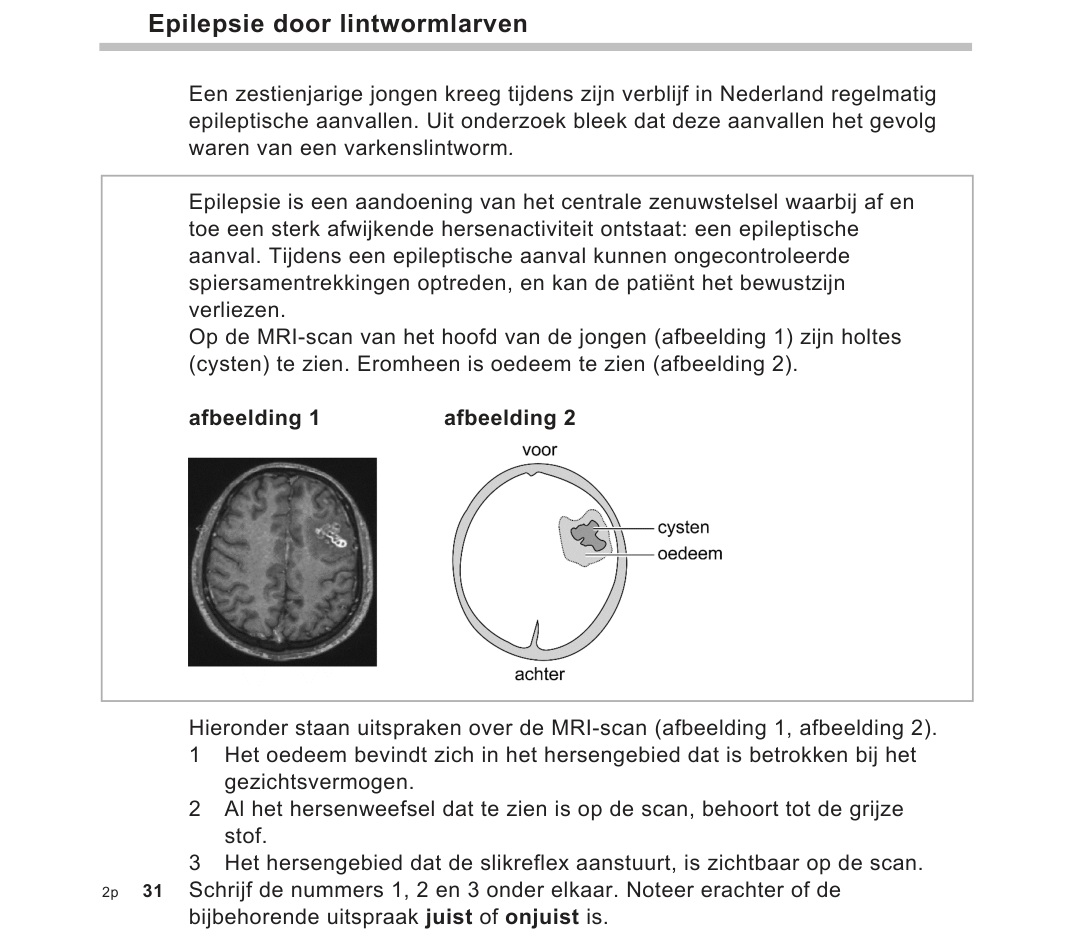 Epilepsie door lintwormlarven
Een zestienjarige jongen kreeg tijdens zijn verblijf in Nederland regelmatig
epileptische aanvallen. Uit onderzoek bleek dat deze aanvallen het gevolg
waren van een varkenslintworm.
Epilepsie is een aandoening van het centrale zenuwstelsel waarbij af en
toe een sterk afwijkende hersenactiviteit ontstaat: een epileptische
aanval. Tijdens een epileptische aanval kunnen ongecontroleerde
spiersamentrekkingen optreden, en kan de patiënt het bewustzijn
verliezen.
Op de MRI-scan van het hoofd van de jongen (afbeelding 1) zijn holtes
(cysten) te zien. Eromheen is oedeem te zien (afbeelding 2).
afbeelding 1
afbeelding 2
voor
cysten
oedeem
achter
Hieronder staan uitspraken over de MRI-scan (afbeelding 1, afbeelding 2).
1 Het oedeem bevindt zich in het hersengebied dat is betrokken bij het
gezichtsvermogen.
2 Al het hersenweefsel dat te zien is op de scan, behoort tot de grijze
stof.
3 Het hersengebied dat de slikreflex aanstuurt, is zichtbaar op de scan.
2p 31 Schrijf de nummers 1, 2 en 3 onder elkaar. Noteer erachter of de
bijbehorende uitspraak juist of onjuist is.